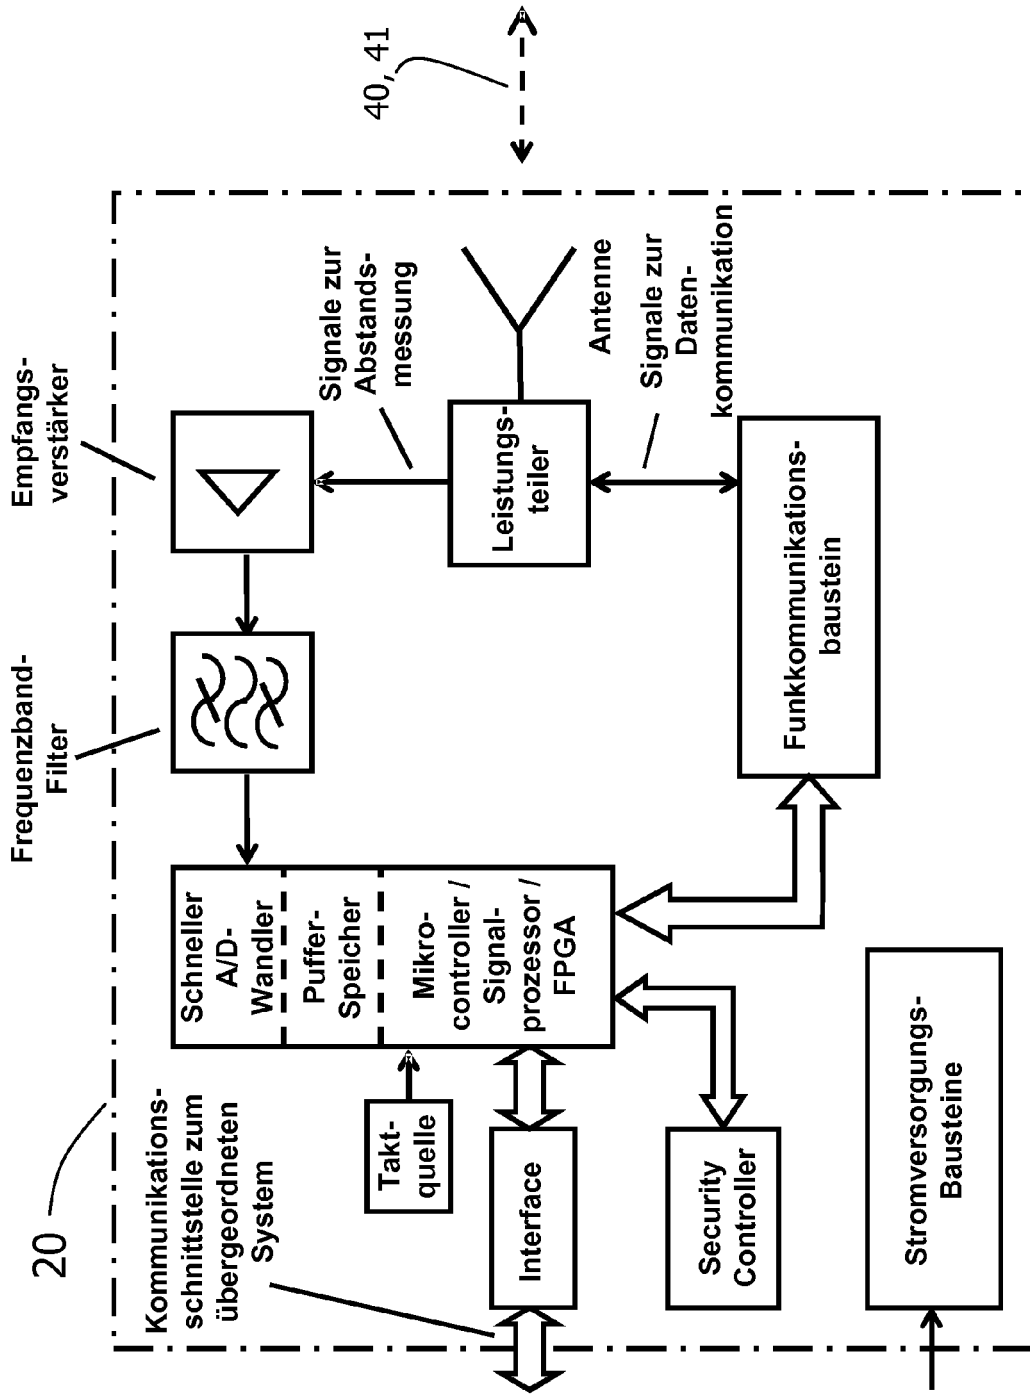 20
Kommunikations-
schnittstelle zum
übergeordneten
System
Frequenzband-
Filter
Empfangs-
verstärker
40, 41
Schneller
A/D-
Wandler
Puffer-
Speicher
Mikro-
controller /
Signal-
prozessor /
FPGA
Takt-
quelle
Interface
Security
Controller
Stromversorgungs-
Bausteine
Signale zur
Abstands-
messung
Leistungs-
teiler
Antenne
Signale zur
Daten-
kommunikation
Funkkommunikations-
baustein